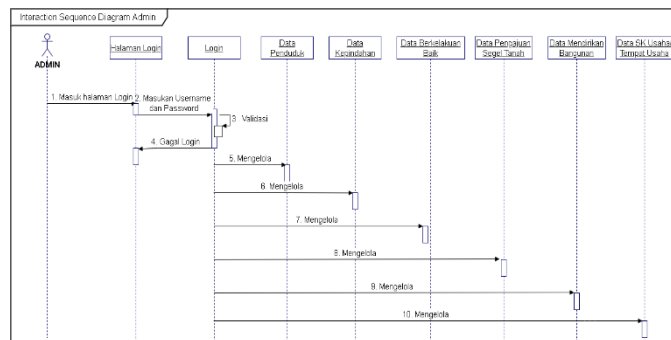 Interaction Sequence Diagram Admin
ADMIN
Halaman Login
Login
Data
Penduduk
Data
Kepindahan
Data Berkelakuan
Baik
Data Pengajuan
Segel Tanah
Data Mendirikan
Bangunan
Data SK Usaha/
Tempat Usaha
1. Masuk halaman Login
2. Masukan Username
dan Password
3. Validasi
4. Gagal Login
5. Mengelola
6. Mengelola
7. Mengelola
8. Mengelola
9. Mengelola
10. Mengelola